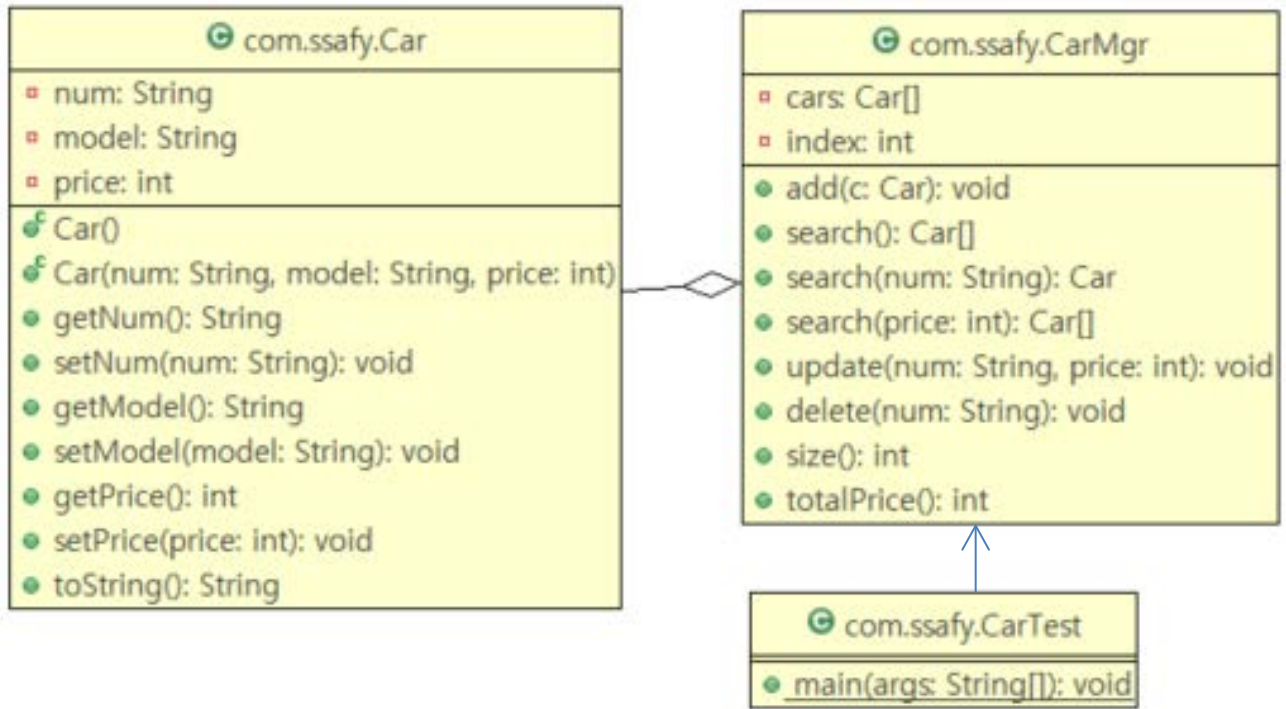 com.ssafy.Car
num: String
model: String
price: int
Car()
Car(num: String, model: String, price: int)
getNum(): String
setNum(num: String): void
getModel(): String
setModel(model: String): void
getPrice(): int
setPrice(price: int): void
toString(): String
com.ssafy.CarMgr
cars: Car[]
index: int
add(c: Car): void
search(): Car[]
search(num: String): Car
search(price: int): Car[]
update(num: String, price: int): void
delete(num: String): void
size(): int
totalPrice(): int
com.ssafy.CarTest
main(args: String[]): void